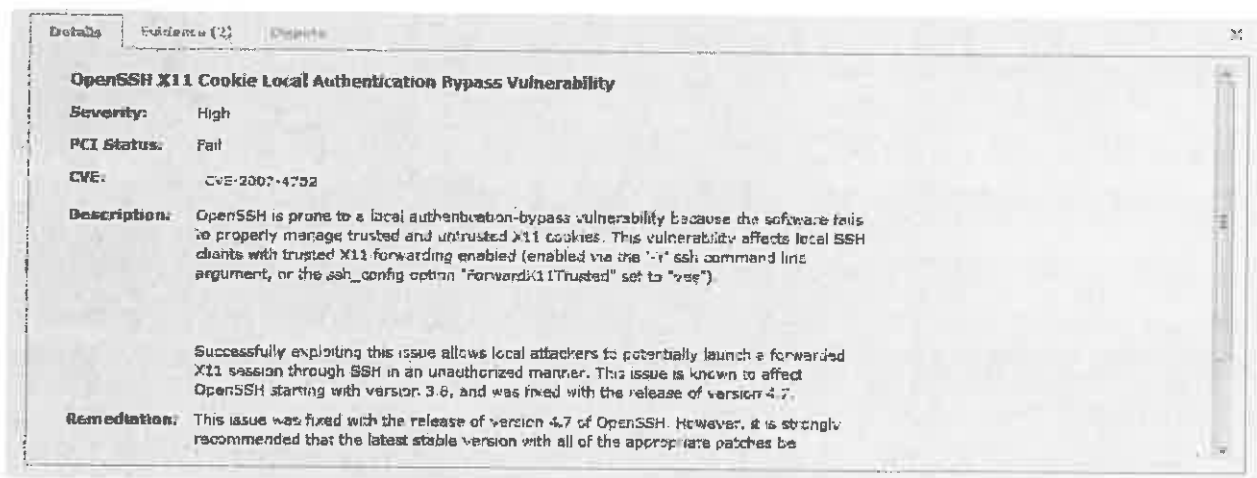 Details Evidence (2) Dispute
OpenSSH X11 Cookie Local Authentication Bypass Vulnerability
Severity: High
PCI Status: Fail
CVE: CVE-2007-4752
Description: OpenSSH is prone to a local authentication-bypass vulnerability because the software fails
to properly manage trusted and untrusted X11 cookies. This vulnerability affects local SSH
clients with trusted X11 forwarding enabled (enabled via the '-Y' ssh command line
argument, or the ssh_config option "ForwardX11Trusted" set to "yes").
Successfully exploiting this issue allows local attackers to potentially launch a forwarded
X11 session through SSH in an unauthorized manner. This issue is known to affect
OpenSSH starting with version 3.8, and was fixed with the release of version 4.7.
Remediation: This issue was fixed with the release of version 4.7 of OpenSSH. However, it is strongly
recommended that the latest stable version with all of the appropriate patches be